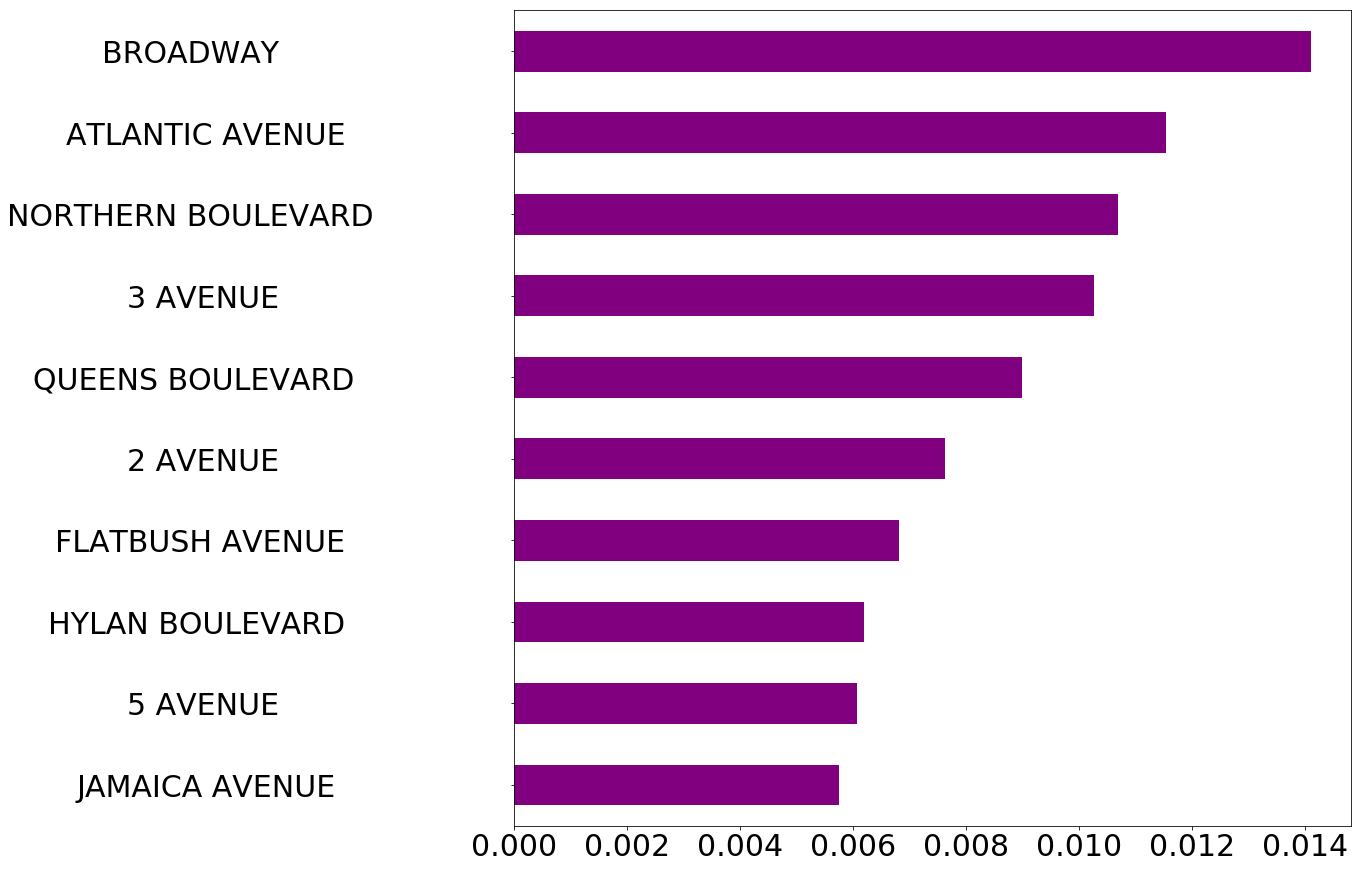 BROADWAY
ATLANTIC AVENUE
NORTHERN BOULEVARD
3 AVENUE
QUEENS BOULEVARD
2 AVENUE
FLATBUSH AVENUE
HYLAN BOULEVARD
5 AVENUE
JAMAICA AVENUE
0.000 0.002 0.004 0.006 0.008 0.010 0.012 0.014